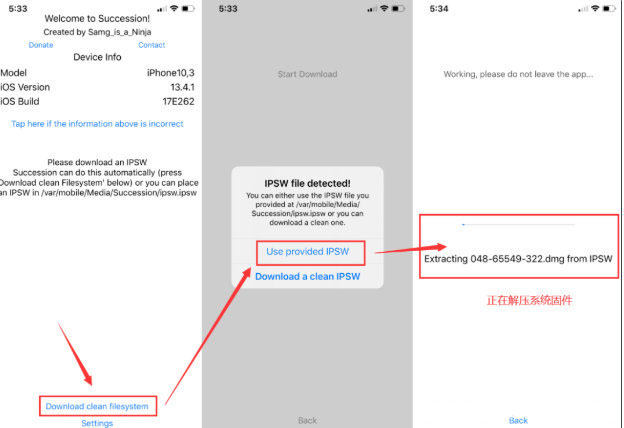 5:33
Welcome to Succession!
Created by Samg_is_a_Ninja
Donate Contact
Device Info
Model iPhone10,3
iOS Version 13.4.1
iOS Build 17E262
Tap here if the information above is incorrect
Please download an IPSW
Succession can do this automatically (press
'Download clean Filesystem' below) or you can place
an IPSW in /var/mobile/Media/Succession/ipsw.ipsw
Download clean filesystem
Settings
5:33
Start Download
IPSW file detected!
You can either use the IPSW file you
provided at /var/mobile/Media/
Succession/ipsw.ipsw or you can
download a clean one.
Use provided IPSW
Download a clean IPSW
Back
5:34
Working, please do not leave the app...
Extracting 048-65549-322.dmg from IPSW
正在解压系统固件
Back